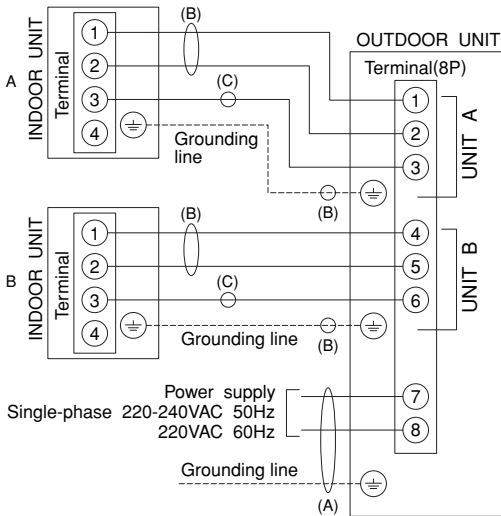 OUTDOOR UNIT
Terminal(8P)
A
INDOOR UNIT
Terminal
1
2
3
4
(B)
(C)
Grounding
line
(B)
1
2
3
UNIT A
B
INDOOR UNIT
Terminal
1
2
3
4
(B)
(C)
Grounding line
(B)
4
5
6
UNIT B
Power supply
Single-phase 220-240VAC 50Hz
220VAC 60Hz
7
8
Grounding line
(A)